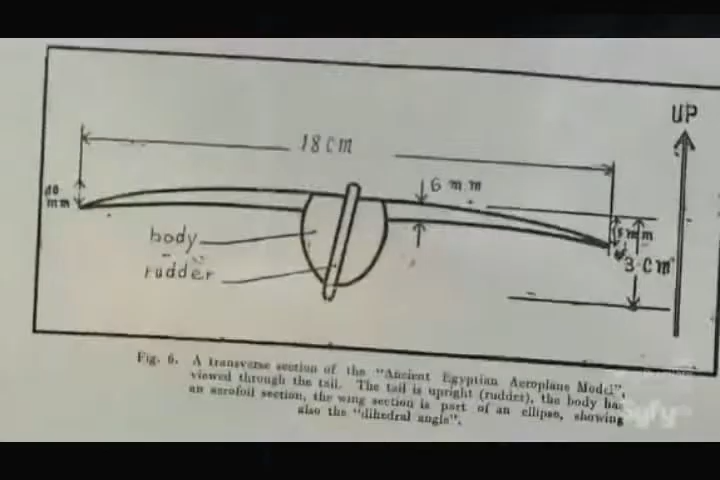 UP
18 cm
6 mm
10
mm
body
rudder
3 cm
Fig. 6. A transverse section of the "Ancient Egyptian Aeroplane Model",
viewed through the tail. The tail is upright (rudder), the body has
an aerofoil section, the wing section is part of an ellipse, showing
also the "dihedral angle".
Syfy